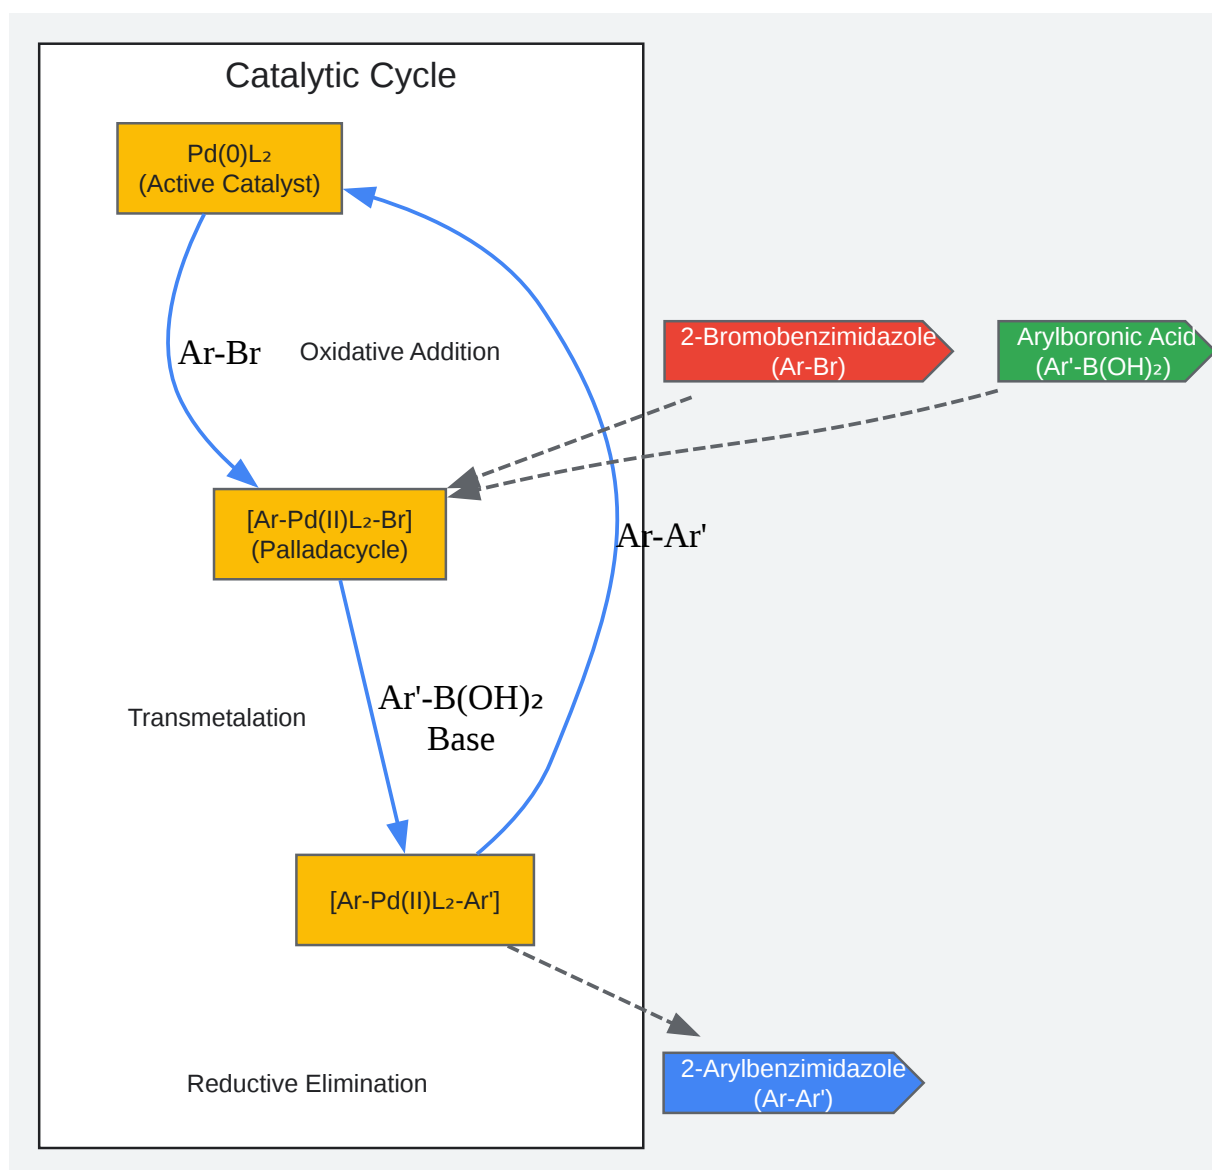 Catalytic Cycle
Pd(0)L₂
(Active Catalyst)
Ar-Br
Oxidative Addition
2-Bromobenzimidazole
(Ar-Br)
Arylboronic Acid
(Ar'-B(OH)₂)
[Ar-Pd(II)L₂-Br]
(Palladacycle)
Ar-Ar'
Transmetalation
Ar'-B(OH)₂
Base
[Ar-Pd(II)L₂-Ar']
Reductive Elimination
2-Arylbenzimidazole
(Ar-Ar')